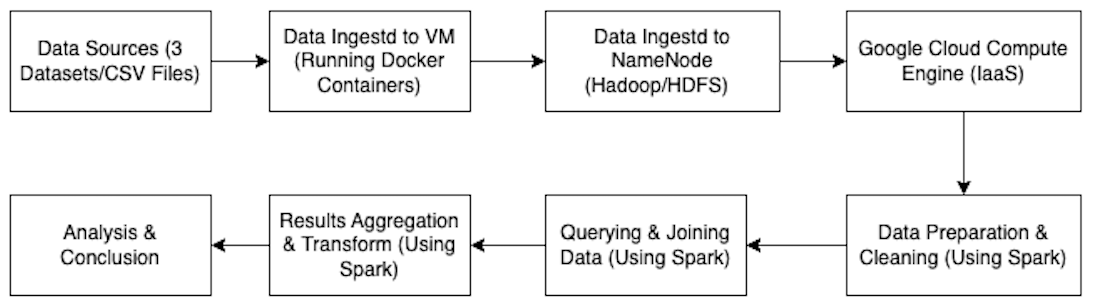 Data Sources (3
Datasets/CSV Files)
Data Ingestd to VM
(Running Docker
Containers)
Data Ingestd to
NameNode
(Hadoop/HDFS)
Google Cloud Compute
Engine (IaaS)
Data Preparation &
Cleaning (Using Spark)
Querying & Joining
Data (Using Spark)
Results Aggregation
& Transform (Using
Spark)
Analysis &
Conclusion